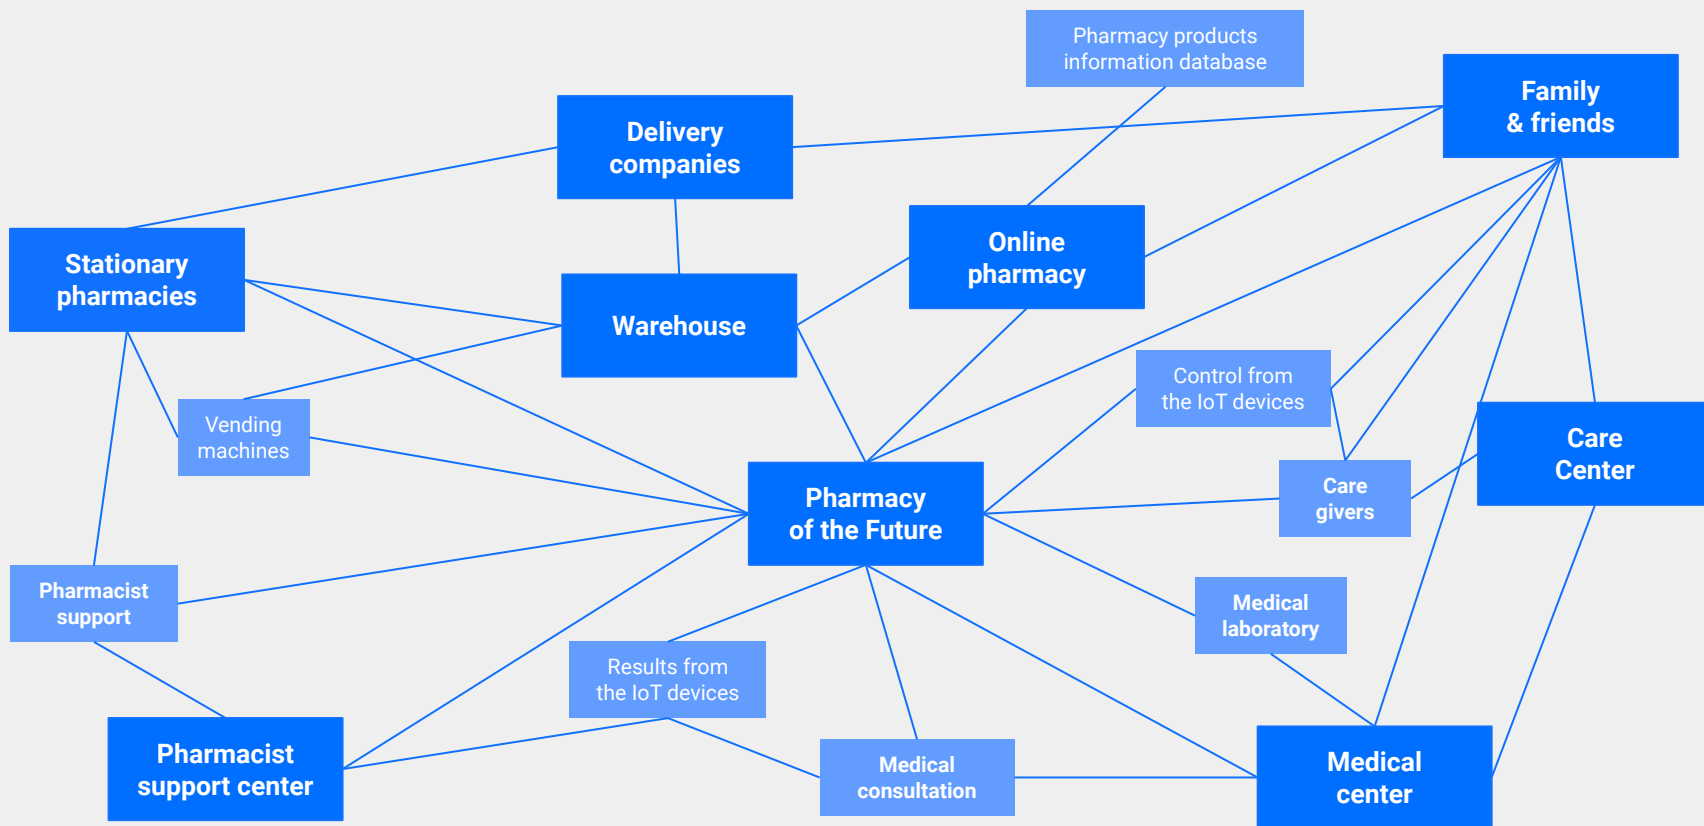 Pharmacy products
information database
Family
& friends
Delivery
companies
Online
pharmacy
Stationary
pharmacies
Warehouse
Control from
the IoT devices
Vending
machines
Care
Center
Pharmacy
of the Future
Care
givers
Pharmacist
support
Medical
laboratory
Results from
the IoT devices
Pharmacist
support center
Medical
consultation
Medical
center